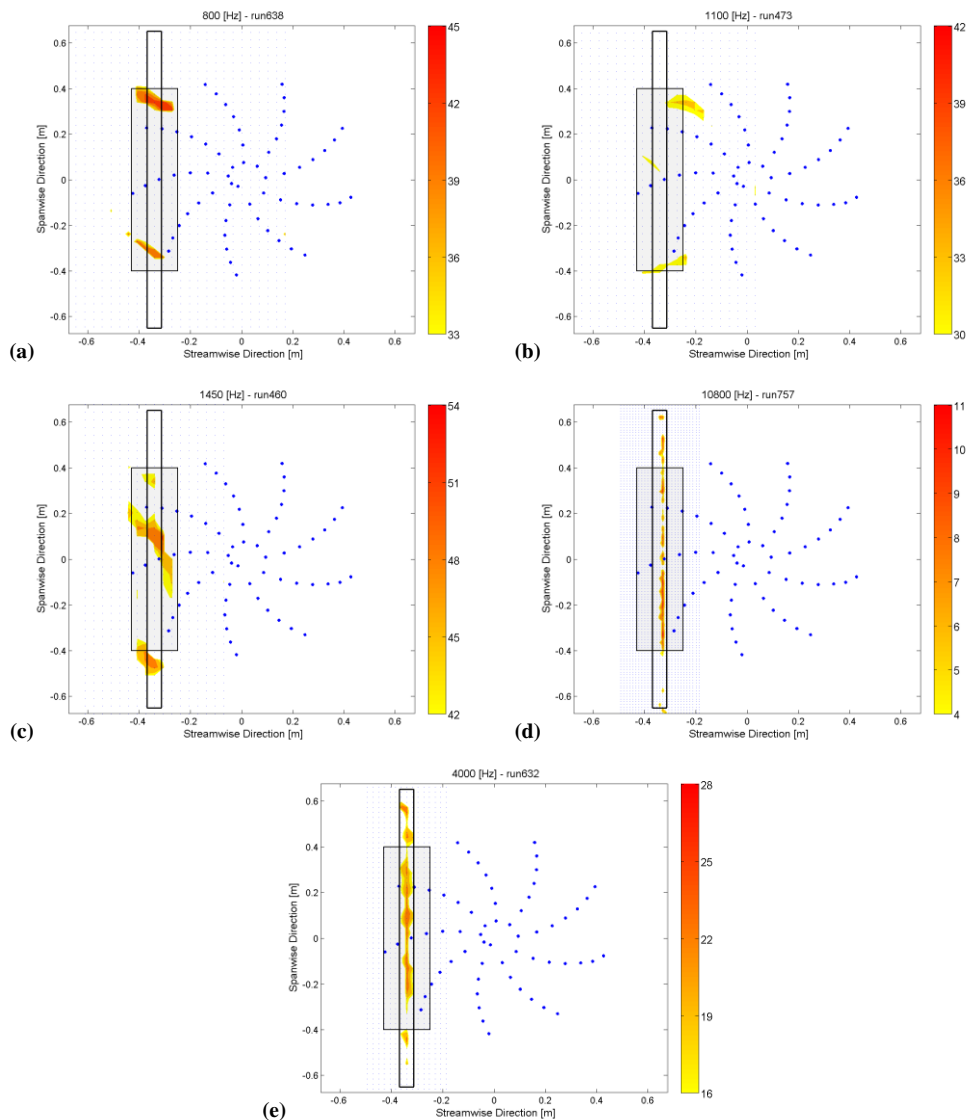 800 [Hz] - run638
Spanwise Direction [m]
0.6
0.4
0.2
0
-0.2
-0.4
-0.6
-0.6 -0.4 -0.2 0 0.2 0.4 0.6
Streamwise Direction [m]
45
42
39
36
33
(a)
1100 [Hz] - run473
Spanwise Direction [m]
0.6
0.4
0.2
0
-0.2
-0.4
-0.6
-0.6 -0.4 -0.2 0 0.2 0.4 0.6
Streamwise Direction [m]
42
39
36
33
30
(b)
1450 [Hz] - run460
Spanwise Direction [m]
0.6
0.4
0.2
0
-0.2
-0.4
-0.6
-0.6 -0.4 -0.2 0 0.2 0.4 0.6
Streamwise Direction [m]
54
51
48
45
42
(c)
10800 [Hz] - run757
Spanwise Direction [m]
0.6
0.4
0.2
0
-0.2
-0.4
-0.6
-0.6 -0.4 -0.2 0 0.2 0.4 0.6
Streamwise Direction [m]
11
10
9
8
7
6
5
4
(d)
4000 [Hz] - run632
Spanwise Direction [m]
0.6
0.4
0.2
0
-0.2
-0.4
-0.6
-0.6 -0.4 -0.2 0 0.2 0.4 0.6
Streamwise Direction [m]
28
25
22
19
16
(e)